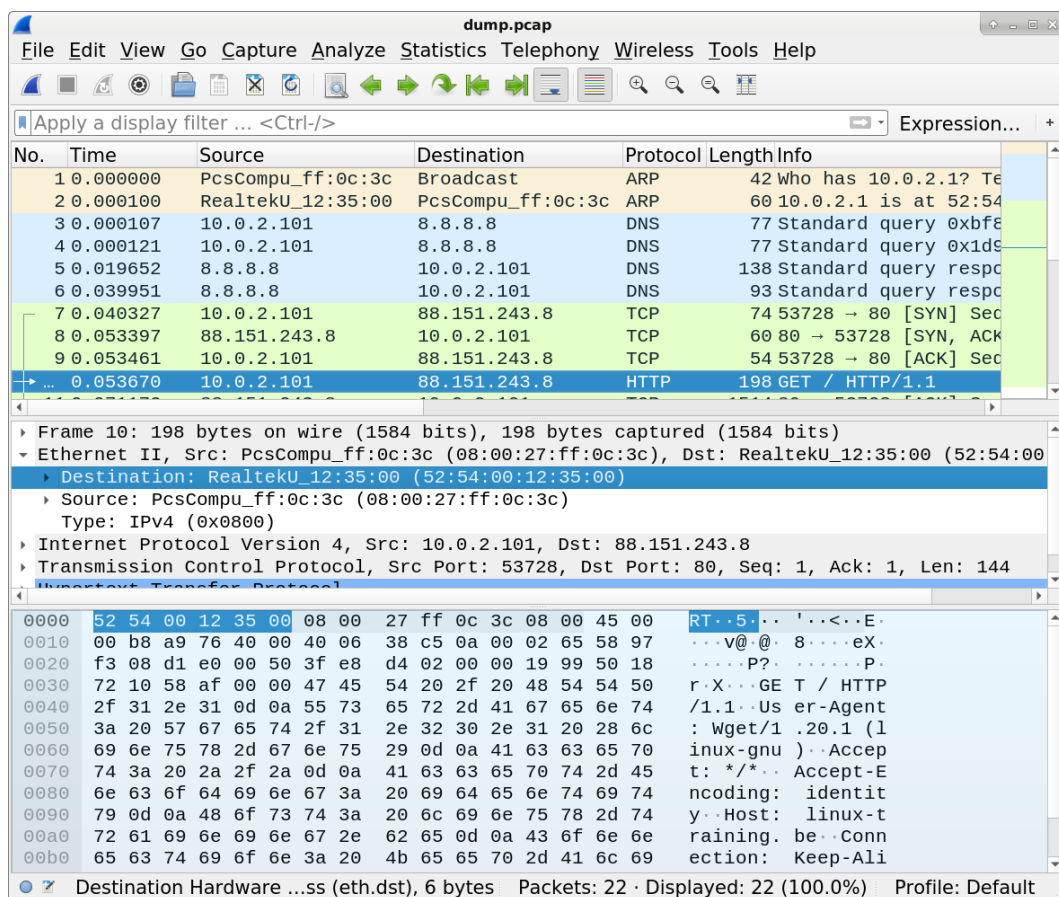 dump.pcap
File Edit View Go Capture Analyze Statistics Telephony Wireless Tools Help
Apply a display filter ... <Ctrl-/> Expression... +
No. Time Source Destination Protocol Length Info
1 0.000000 PcsCompu_ff:0c:3c Broadcast ARP 42 Who has 10.0.2.1? Te
2 0.000100 RealtekU_12:35:00 PcsCompu_ff:0c:3c ARP 60 10.0.2.1 is at 52:54
3 0.000107 10.0.2.101 8.8.8.8 DNS 77 Standard query 0xbf8
4 0.000121 10.0.2.101 8.8.8.8 DNS 77 Standard query 0x1d9
5 0.019652 8.8.8.8 10.0.2.101 DNS 138 Standard query respo
6 0.039951 8.8.8.8 10.0.2.101 DNS 93 Standard query respo
7 0.040327 10.0.2.101 88.151.243.8 TCP 74 53728 → 80 [SYN] Seq
8 0.053397 88.151.243.8 10.0.2.101 TCP 60 80 → 53728 [SYN, ACK
9 0.053461 10.0.2.101 88.151.243.8 TCP 54 53728 → 80 [ACK] Seq
... 0.053670 10.0.2.101 88.151.243.8 HTTP 198 GET / HTTP/1.1
Frame 10: 198 bytes on wire (1584 bits), 198 bytes captured (1584 bits)
Ethernet II, Src: PcsCompu_ff:0c:3c (08:00:27:ff:0c:3c), Dst: RealtekU_12:35:00 (52:54:00
Destination: RealtekU_12:35:00 (52:54:00:12:35:00)
Source: PcsCompu_ff:0c:3c (08:00:27:ff:0c:3c)
Type: IPv4 (0x0800)
Internet Protocol Version 4, Src: 10.0.2.101, Dst: 88.151.243.8
Transmission Control Protocol, Src Port: 53728, Dst Port: 80, Seq: 1, Ack: 1, Len: 144
Hypertext Transfer Protocol
0000 52 54 00 12 35 00 08 00 27 ff 0c 3c 08 00 45 00 RT··5··· '··<··E·
0010 00 b8 a9 76 40 00 40 06 38 c5 0a 00 02 65 58 97 ···v@·@· 8····eX·
0020 f3 08 d1 e0 00 50 3f e8 d4 02 00 00 19 99 50 18 ·····P?· ······P·
0030 72 10 58 af 00 00 47 45 54 20 2f 20 48 54 54 50 r·X···GE T / HTTP
0040 2f 31 2e 31 0d 0a 55 73 65 72 2d 41 67 65 6e 74 /1.1··Us er-Agent
0050 3a 20 57 67 65 74 2f 31 2e 32 30 2e 31 20 28 6c : Wget/1 .20.1 (l
0060 69 6e 75 78 2d 67 6e 75 29 0d 0a 41 63 63 65 70 inux-gnu )··Accep
0070 74 3a 20 2a 2f 2a 0d 0a 41 63 63 65 70 74 2d 45 t: */*·· Accept-E
0080 6e 63 6f 64 69 6e 67 3a 20 69 64 65 6e 74 69 74 ncoding: identit
0090 79 0d 0a 48 6f 73 74 3a 20 6c 69 6e 75 78 2d 74 y··Host: linux-t
00a0 72 61 69 6e 69 6e 67 2e 62 65 0d 0a 43 6f 6e 6e raining. be··Conn
00b0 65 63 74 69 6f 6e 3a 20 4b 65 65 70 2d 41 6c 69 ection: Keep-Ali
Destination Hardware ...ss (eth.dst), 6 bytes Packets: 22 · Displayed: 22 (100.0%) Profile: Default